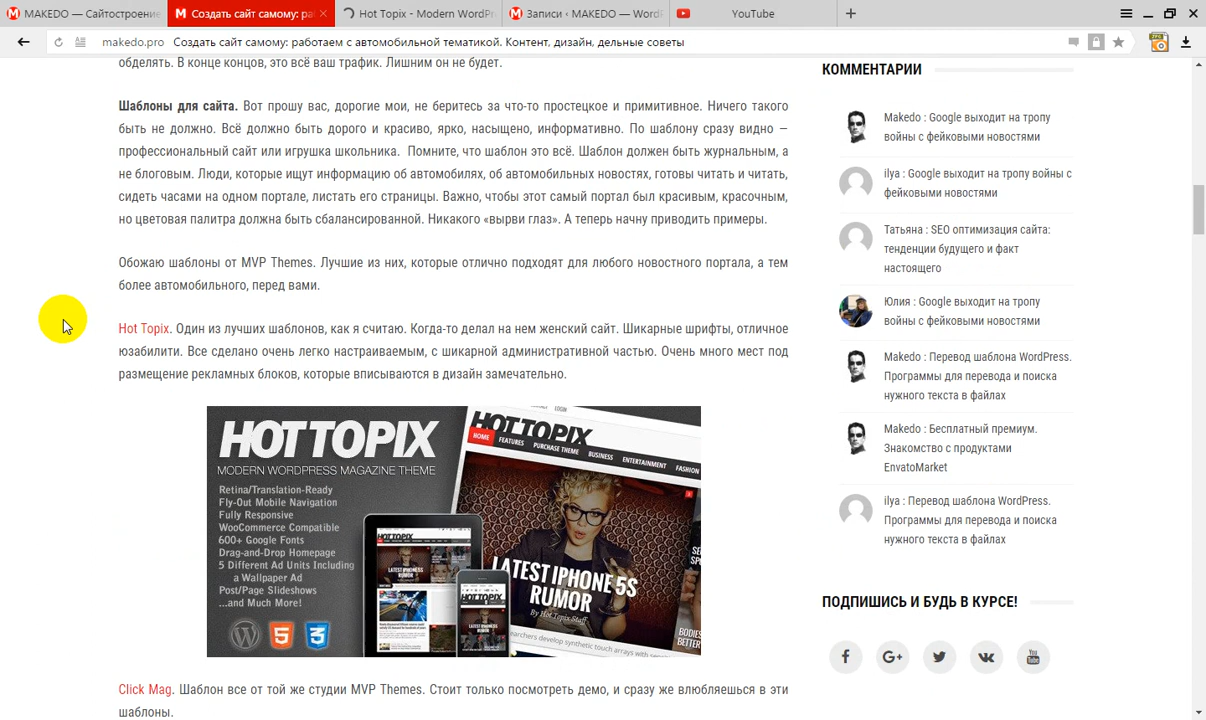 MAKEDO — Сайтостроение
Создать сайт самому: ра
Hot Topix - Modern WordPr
Записи ‹ MAKEDO — Word
YouTube
makedo.pro Создать сайт самому: работаем с автомобильной тематикой. Контент, дизайн, дельные советы
обделять. В конце концов, это всё ваш трафик. Лишним он не будет.
Шаблоны для сайта. Вот прошу вас, дорогие мои, не беритесь за что-то простецкое и примитивное. Ничего такого
быть не должно. Всё должно быть дорого и красиво, ярко, насыщено, информативно. По шаблону сразу видно —
профессиональный сайт или игрушка школьника. Помните, что шаблон это всё. Шаблон должен быть журнальным, а
не блоговым. Люди, которые ищут информацию об автомобилях, об автомобильных новостях, готовы читать и читать,
сидеть часами на одном портале, листать его страницы. Важно, чтобы этот самый портал был красивым, красочным,
но цветовая палитра должна быть сбалансированной. Никакого «вырви глаз». А теперь начну приводить примеры.
Обожаю шаблоны от MVP Themes. Лучшие из них, которые отлично подходят для любого новостного портала, а тем
более автомобильного, перед вами.
Hot Topix. Один из лучших шаблонов, как я считаю. Когда-то делал на нем женский сайт. Шикарные шрифты, отличное
юзабилити. Все сделано очень легко настраиваемым, с шикарной административной частью. Очень много мест под
размещение рекламных блоков, которые вписываются в дизайн замечательно.
HOT TOPIX
MODERN WORDPRESS MAGAZINE THEME
Retina/Translation-Ready
Fly-Out Mobile Navigation
Fully Responsive
WooCommerce Compatible
600+ Google Fonts
Drag-and-Drop Homepage
5 Different Ad Units Including
a Wallpaper Ad
Post/Page Slideshows
...and Much More!
LOGIN
HOT TOPIX
HOME FEATURES PURCHASE THEME BUSINESS ENTERTAINMENT FASHION
LATEST IPHONE 5S
RUMOR
By Hot Topix Staff
researchers develop synthetic touch arrays with
BODIES
BETTER
Click Mag. Шаблон все от той же студии MVP Themes. Стоит только посмотреть демо, и сразу же влюбляешься в эти
шаблоны.
КОММЕНТАРИИ
Makedo : Google выходит на тропу
войны с фейковыми новостями
ilya : Google выходит на тропу войны с
фейковыми новостями
Татьяна : SEO оптимизация сайта:
тенденции будущего и факт
настоящего
Юлия : Google выходит на тропу
войны с фейковыми новостями
Makedo : Перевод шаблона WordPress.
Программы для перевода и поиска
нужного текста в файлах
Makedo : Бесплатный премиум.
Знакомство с продуктами
EnvatoMarket
ilya : Перевод шаблона WordPress.
Программы для перевода и поиска
нужного текста в файлах
ПОДПИШИСЬ И БУДЬ В КУРСЕ!